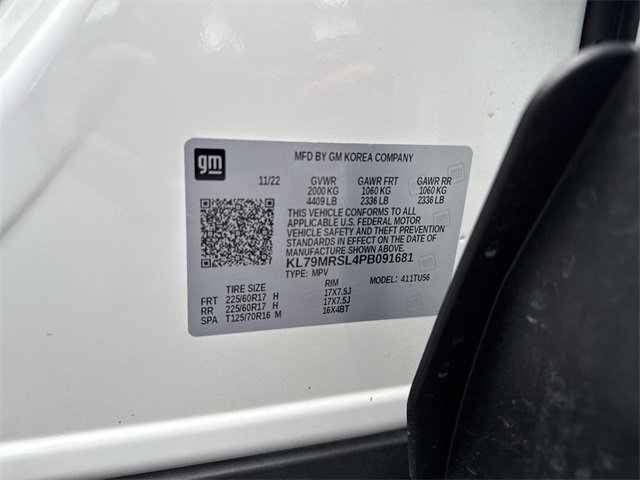 gm
MFD BY GM KOREA COMPANY
11/22 GVWR GAWR FRT GAWR RR
2000 KG 1060 KG 1060 KG
4409 LB 2336 LB 2336 LB
THIS VEHICLE CONFORMS TO ALL
APPLICABLE U.S. FEDERAL MOTOR
VEHICLE SAFETY AND THEFT PREVENTION
STANDARDS IN EFFECT ON THE DATE OF
MANUFACTURE SHOWN ABOVE.
KL79MRSL4PB091681
TYPE: MPV MODEL: 411TU56
TIRE SIZE RIM
FRT 225/60R17 H 17X7.5J
RR 225/60R17 H 17X7.5J
SPA T125/70R16 M 16X4BT